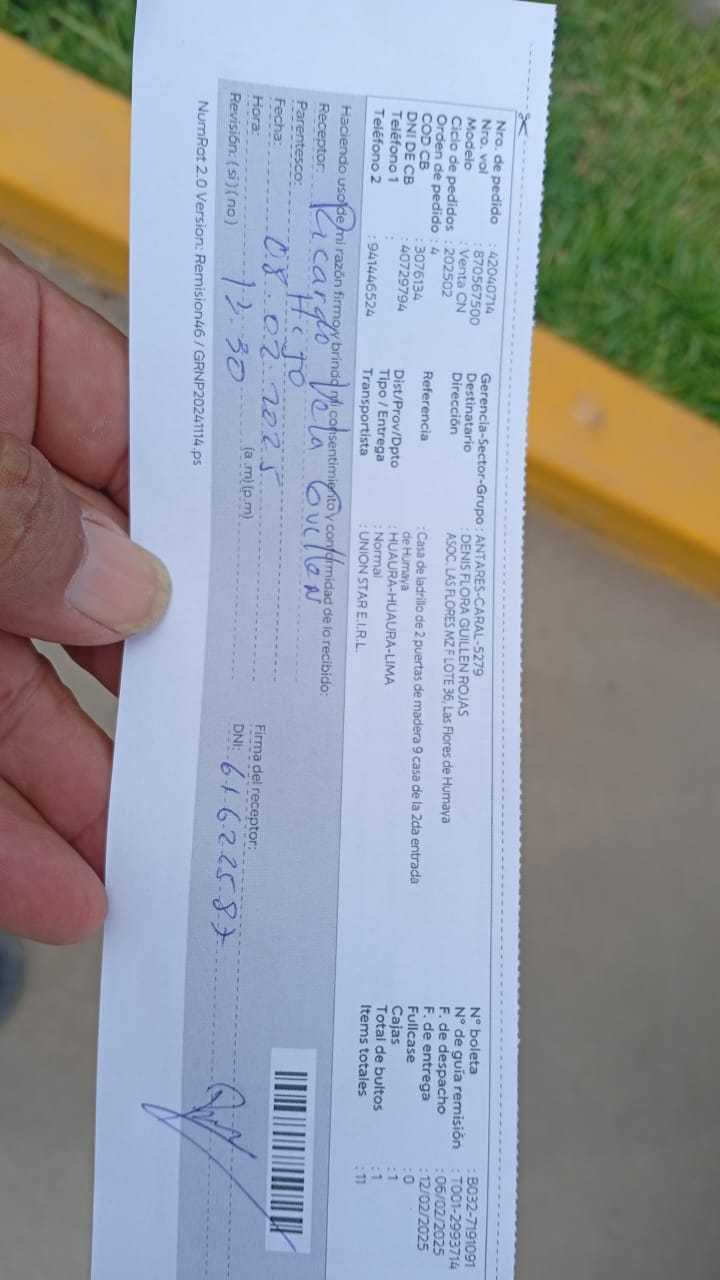 Nro. de pedido : 42040714
Nro. vol : 870567500
Modelo : Venta CN
Ciclo de pedidos : 202502
Orden de pedido : 4
COD CB : 3076134
DNI DE CB : 40729794
Teléfono 1 :
Teléfono 2 : 941446524
Gerencia-Sector-Grupo : ANTARES-CARAL-5279
Destinatario : DENIS FLORA GUILLEN ROJAS
Dirección : ASOC. LAS FLORES MZ F LOTE 36, Las Flores de Humaya
Referencia : Casa de ladrillo de 2 puertas de madera 9 casa de la 2da entrada
de Humaya
Dist/Prov/Dpto : HUAURA-HUAURA-LIMA
Tipo / Entrega : Normal
Transportista : UNION STAR E.I.R.L.
N° boleta : B032-7191091
N° de guía remisión : T001-2993714
F. de despacho : 06/02/2025
F. de entrega : 12/02/2025
Fullcase : 0
Cajas : 1
Total de bultos : 1
Items totales : 11
Haciendo uso de mi razón firmo y brindo mi consentimiento y conformidad de lo recibido:
Receptor: Ricardo Vela Guillen
Parentesco: Hijo
Fecha: 08.02.2025
Hora: 12.30 (a.m)(p.m)
Revisión: (si)(no)
Firma del receptor:
DNI: 61622587
NumRot 2.0 Version: Remision46 / GRNP20241114.ps